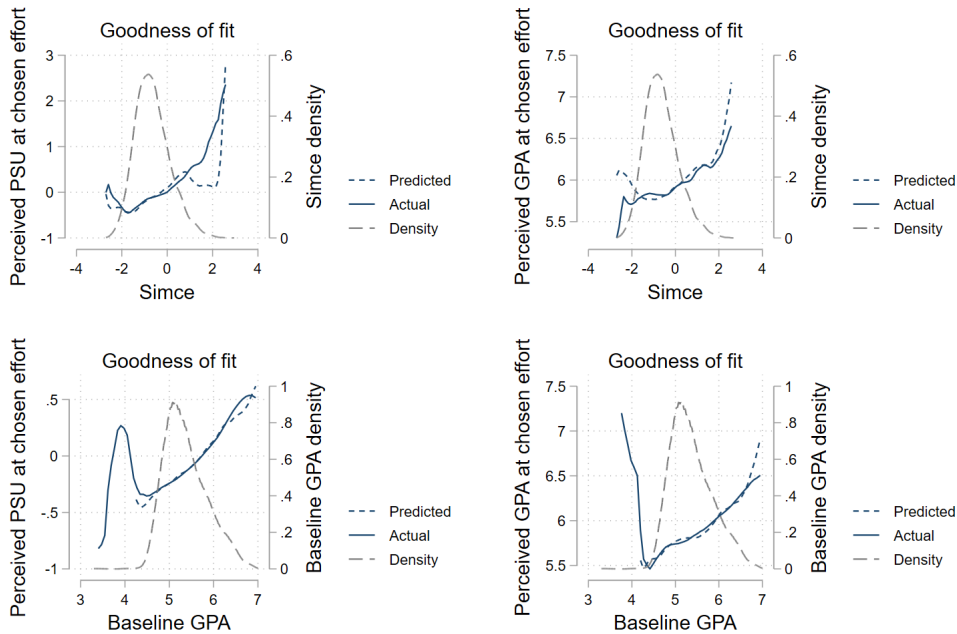 Goodness of fit
Perceived PSU at chosen effort
3
2
1
0
-1
.6
.4
.2
0
Simce density
-4 -2 0 2 4
Simce
Predicted
Actual
Density
Goodness of fit
Perceived GPA at chosen effort
7.5
7
6.5
6
5.5
.6
.4
.2
0
Simce density
-4 -2 0 2 4
Simce
Predicted
Actual
Density
Goodness of fit
Perceived PSU at chosen effort
.5
0
-.5
-1
1
.8
.6
.4
.2
0
Baseline GPA density
3 4 5 6 7
Baseline GPA
Predicted
Actual
Density
Goodness of fit
Perceived GPA at chosen effort
7.5
7
6.5
6
5.5
1
.8
.6
.4
.2
0
Baseline GPA density
3 4 5 6 7
Baseline GPA
Predicted
Actual
Density